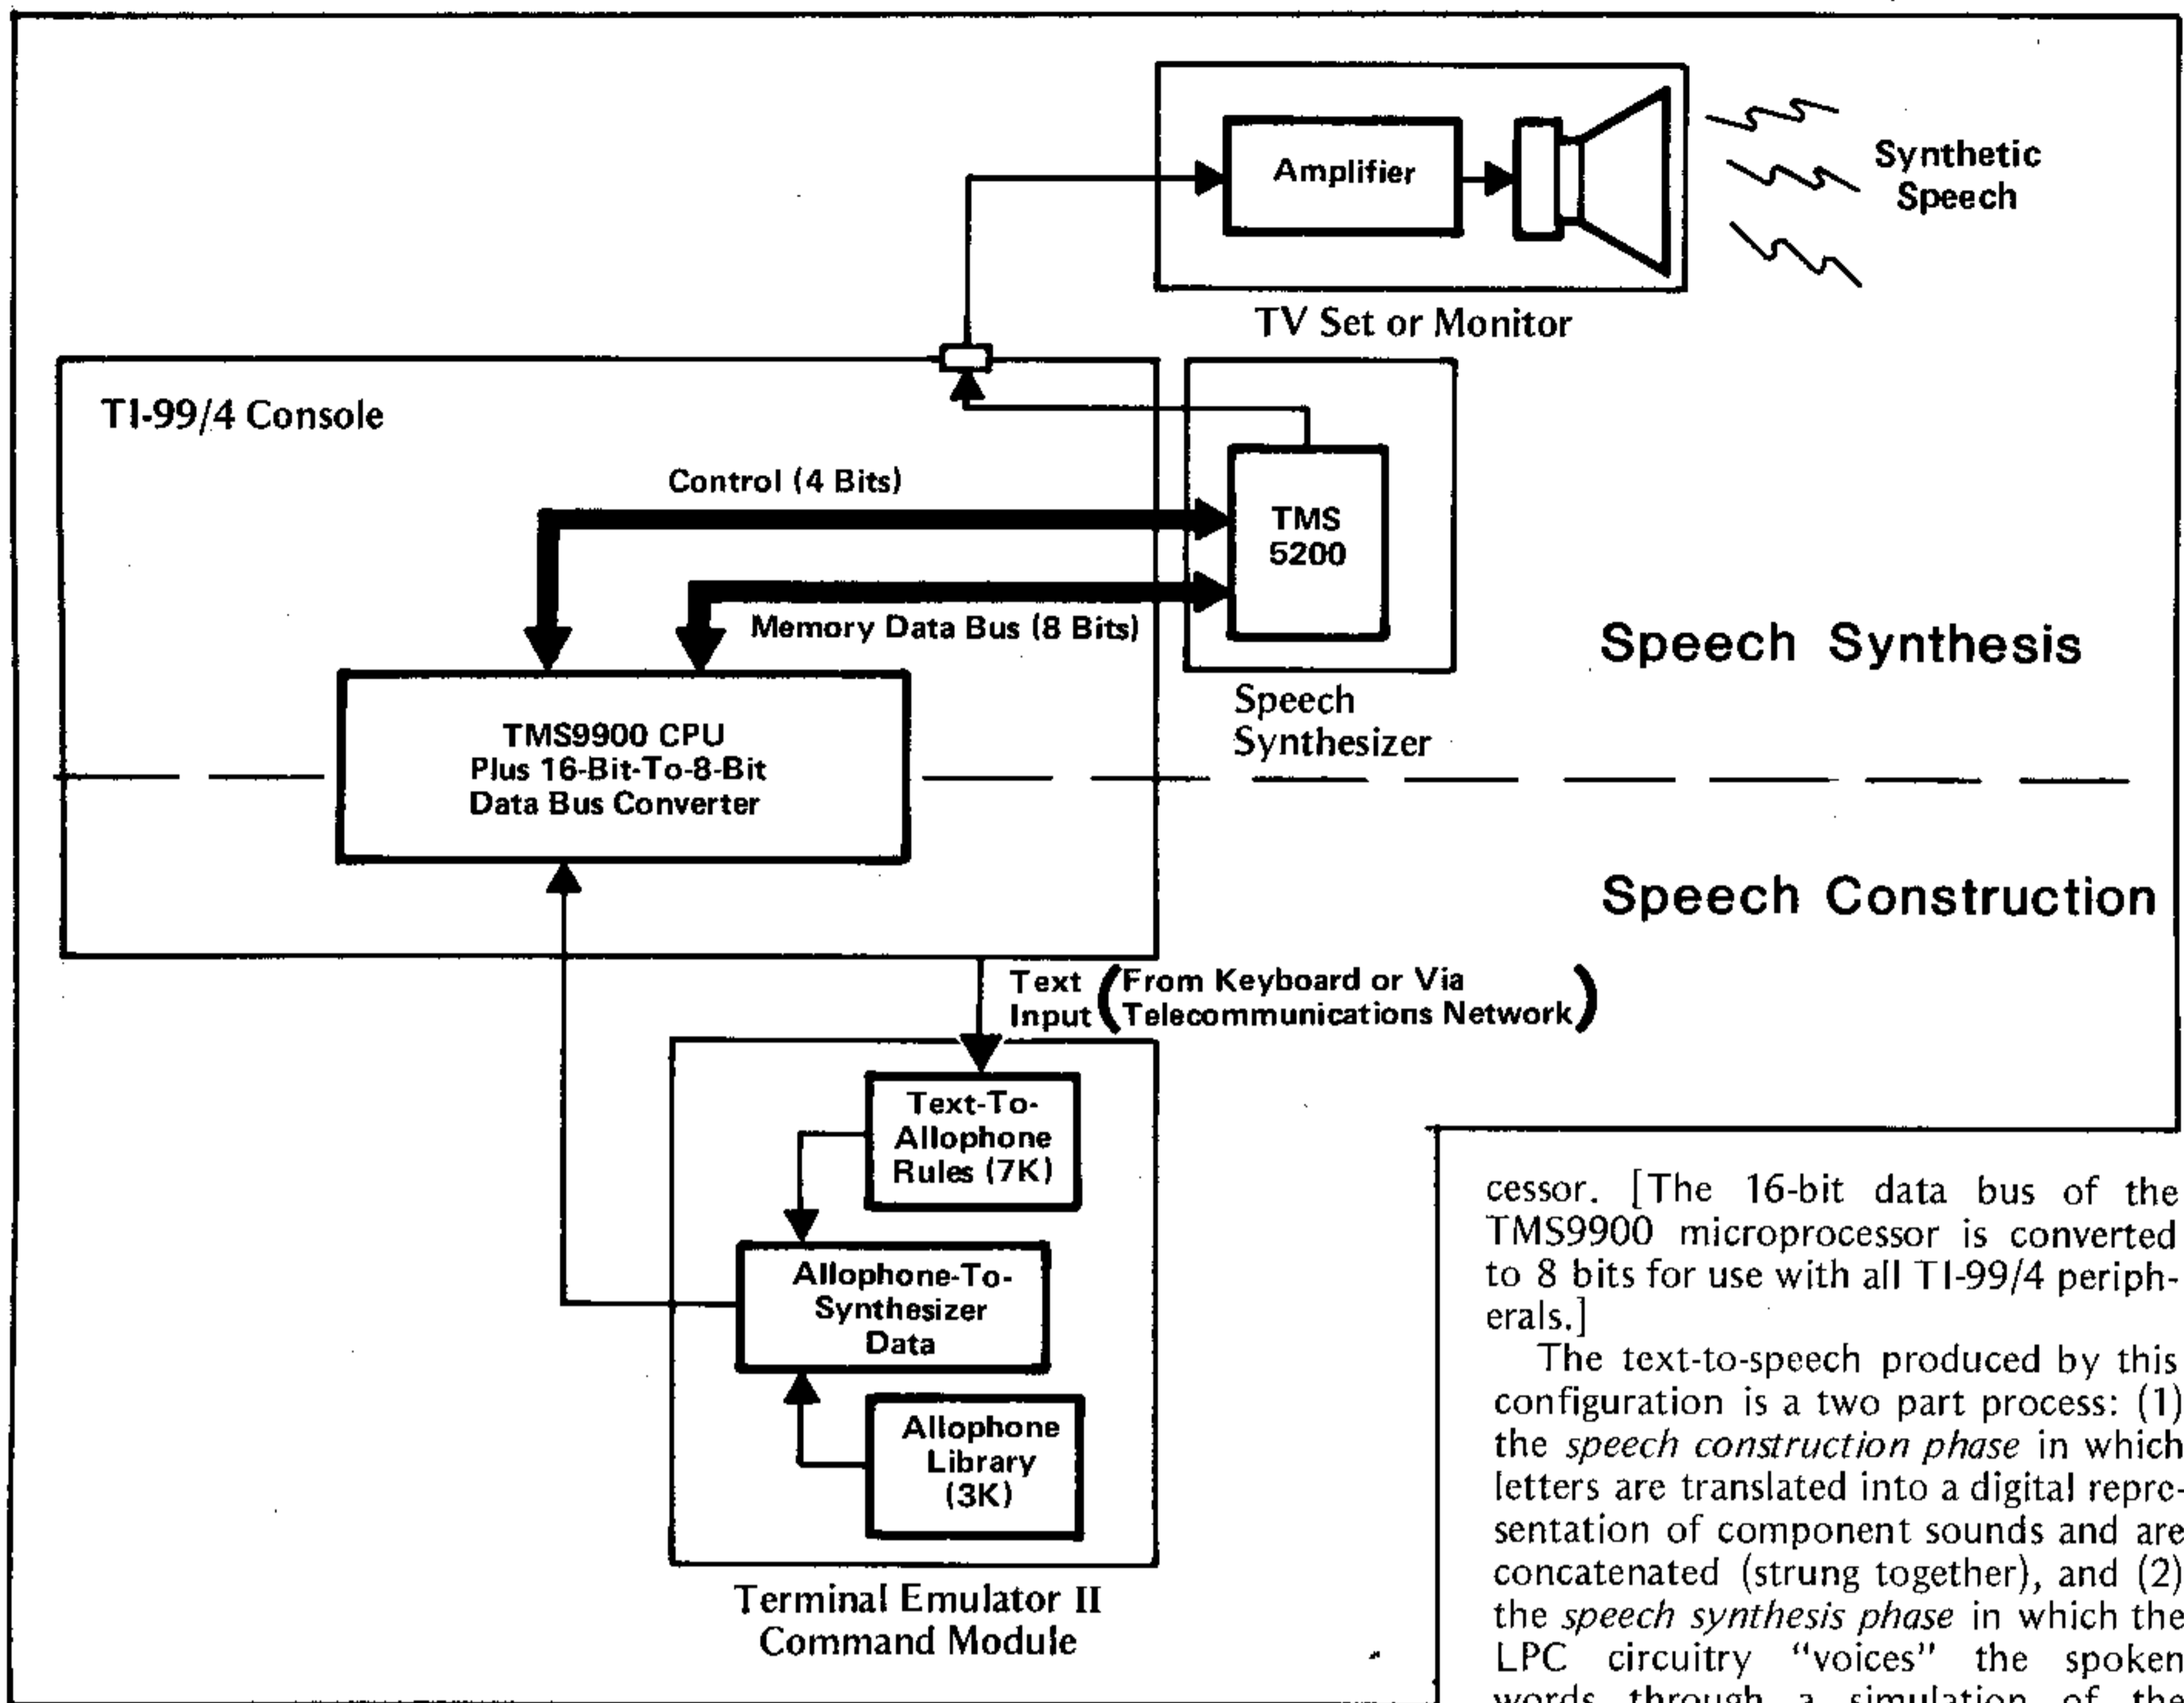 Amplifier
Synthetic
Speech
TV Set or Monitor
TI-99/4 Console
Control (4 Bits)
TMS
5200
Memory Data Bus (8 Bits)
Speech Synthesis
Speech
Synthesizer
TMS9900 CPU
Plus 16-Bit-To-8-Bit
Data Bus Converter
Speech Construction
Text (From Keyboard or Via
Input Telecommunications Network)
Text-To-
Allophone
Rules (7K)
Allophone-To-
Synthesizer
Data
Allophone
Library
(3K)
Terminal Emulator II
Command Module
cessor. [The 16-bit data bus of the
TMS9900 microprocessor is converted
to 8 bits for use with all TI-99/4 periph-
erals.]
The text-to-speech produced by this
configuration is a two part process: (1)
the speech construction phase in which
letters are translated into a digital repre-
sentation of component sounds and are
concatenated (strung together), and (2)
the speech synthesis phase in which the
LPC circuitry "voices" the spoken
words through a simulation of the